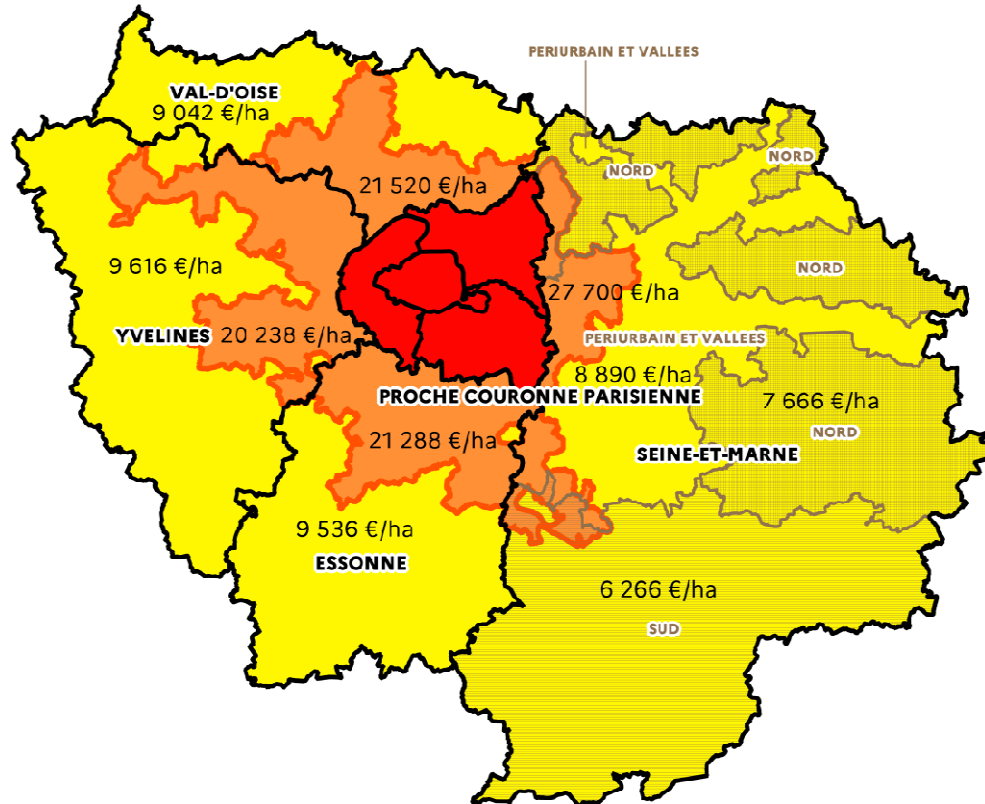 PERIURBAIN ET VALLEES
VAL-D'OISE
9 042 €/ha
NORD
NORD
21 520 €/ha
9 616 €/ha
NORD
27 700 €/ha
YVELINES
20 238 €/ha
PERIURBAIN ET VALLEES
8 890 €/ha
PROCHE COURONNE PARISIENNE
7 666 €/ha
NORD
21 288 €/ha
SEINE-ET-MARNE
9 536 €/ha
ESSONNE
6 266 €/ha
SUD